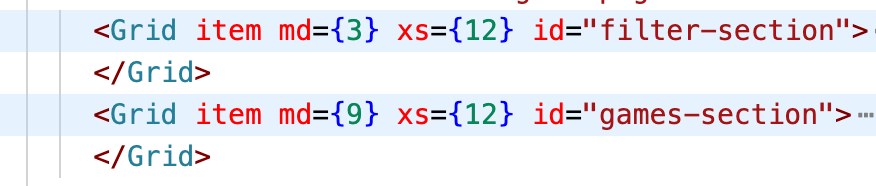 <Grid item md={3} xs={12} id="filter-section">
</Grid>
<Grid item md={9} xs={12} id="games-section">⋯
</Grid>